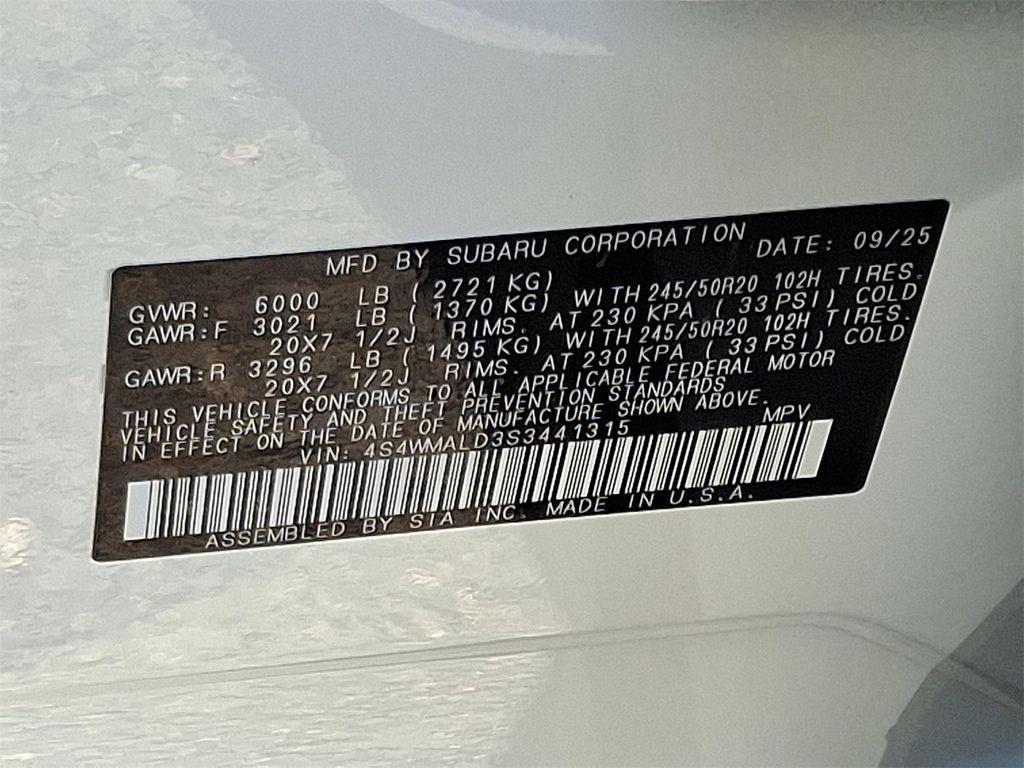 MFD BY SUBARU CORPORATION DATE: 09/25
GVWR: 6000 LB (2721 KG)
GAWR:F 3021 LB (1370 KG) WITH 245/50R20 102H TIRES.
20X7 1/2J RIMS. AT 230 KPA (33 PSI) COLD
GAWR:R 3296 LB (1495 KG) WITH 245/50R20 102H TIRES.
20X7 1/2J RIMS. AT 230 KPA (33 PSI) COLD
THIS VEHICLE CONFORMS TO ALL APPLICABLE FEDERAL MOTOR
VEHICLE SAFETY AND THEFT PREVENTION STANDARDS
IN EFFECT ON THE DATE OF MANUFACTURE SHOWN ABOVE.
VIN: 4S4WMALD3S3441315 MPV
ASSEMBLED BY SIA INC. MADE IN U.S.A.